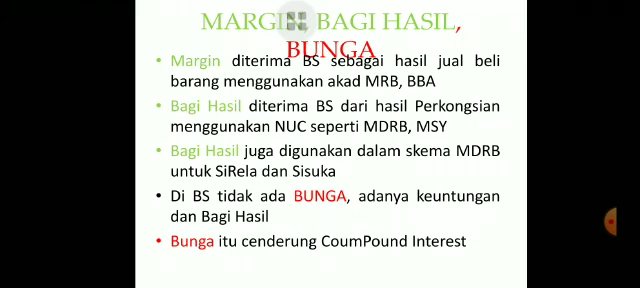 MARGIN, BAGI HASIL,
BUNGA
• Margin diterima BS sebagai hasil jual beli
barang menggunakan akad MRB, BBA
• Bagi Hasil diterima BS dari hasil Perkongsian
menggunakan NUC seperti MDRB, MSY
• Bagi Hasil juga digunakan dalam skema MDRB
untuk SiRela dan Sisuka
• Di BS tidak ada BUNGA, adanya keuntungan
dan Bagi Hasil
• Bunga itu cenderung CoumPound Interest